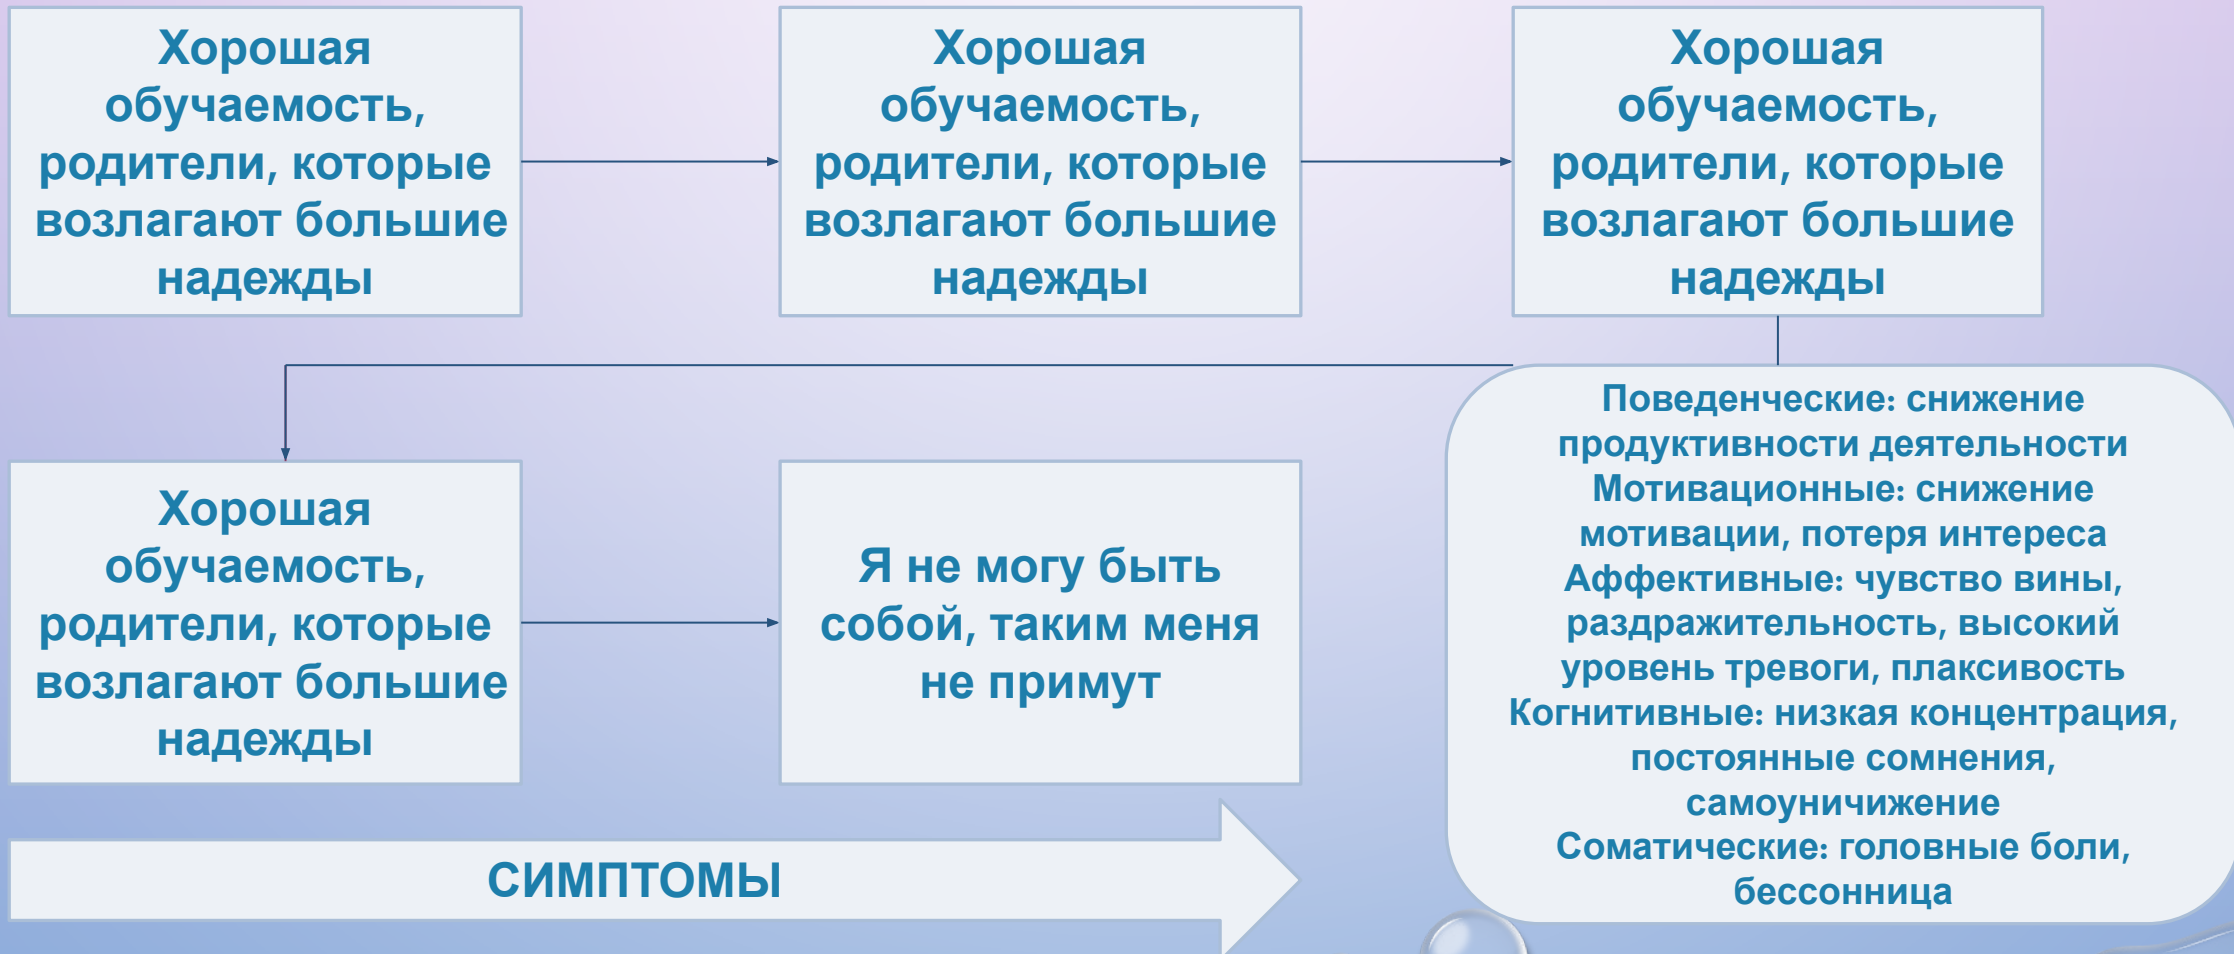 Хорошая
обучаемость,
родители, которые
возлагают большие
надежды
Хорошая
обучаемость,
родители, которые
возлагают большие
надежды
Хорошая
обучаемость,
родители, которые
возлагают большие
надежды
Хорошая
обучаемость,
родители, которые
возлагают большие
надежды
Я не могу быть
собой, таким меня
не примут
Поведенческие: снижение
продуктивности деятельности
Мотивационные: снижение
мотивации, потеря интереса
Аффективные: чувство вины,
раздражительность, высокий
уровень тревоги, плаксивость
Когнитивные: низкая концентрация,
постоянные сомнения,
самоуничижение
Соматические: головные боли,
бессонница
СИМПТОМЫ